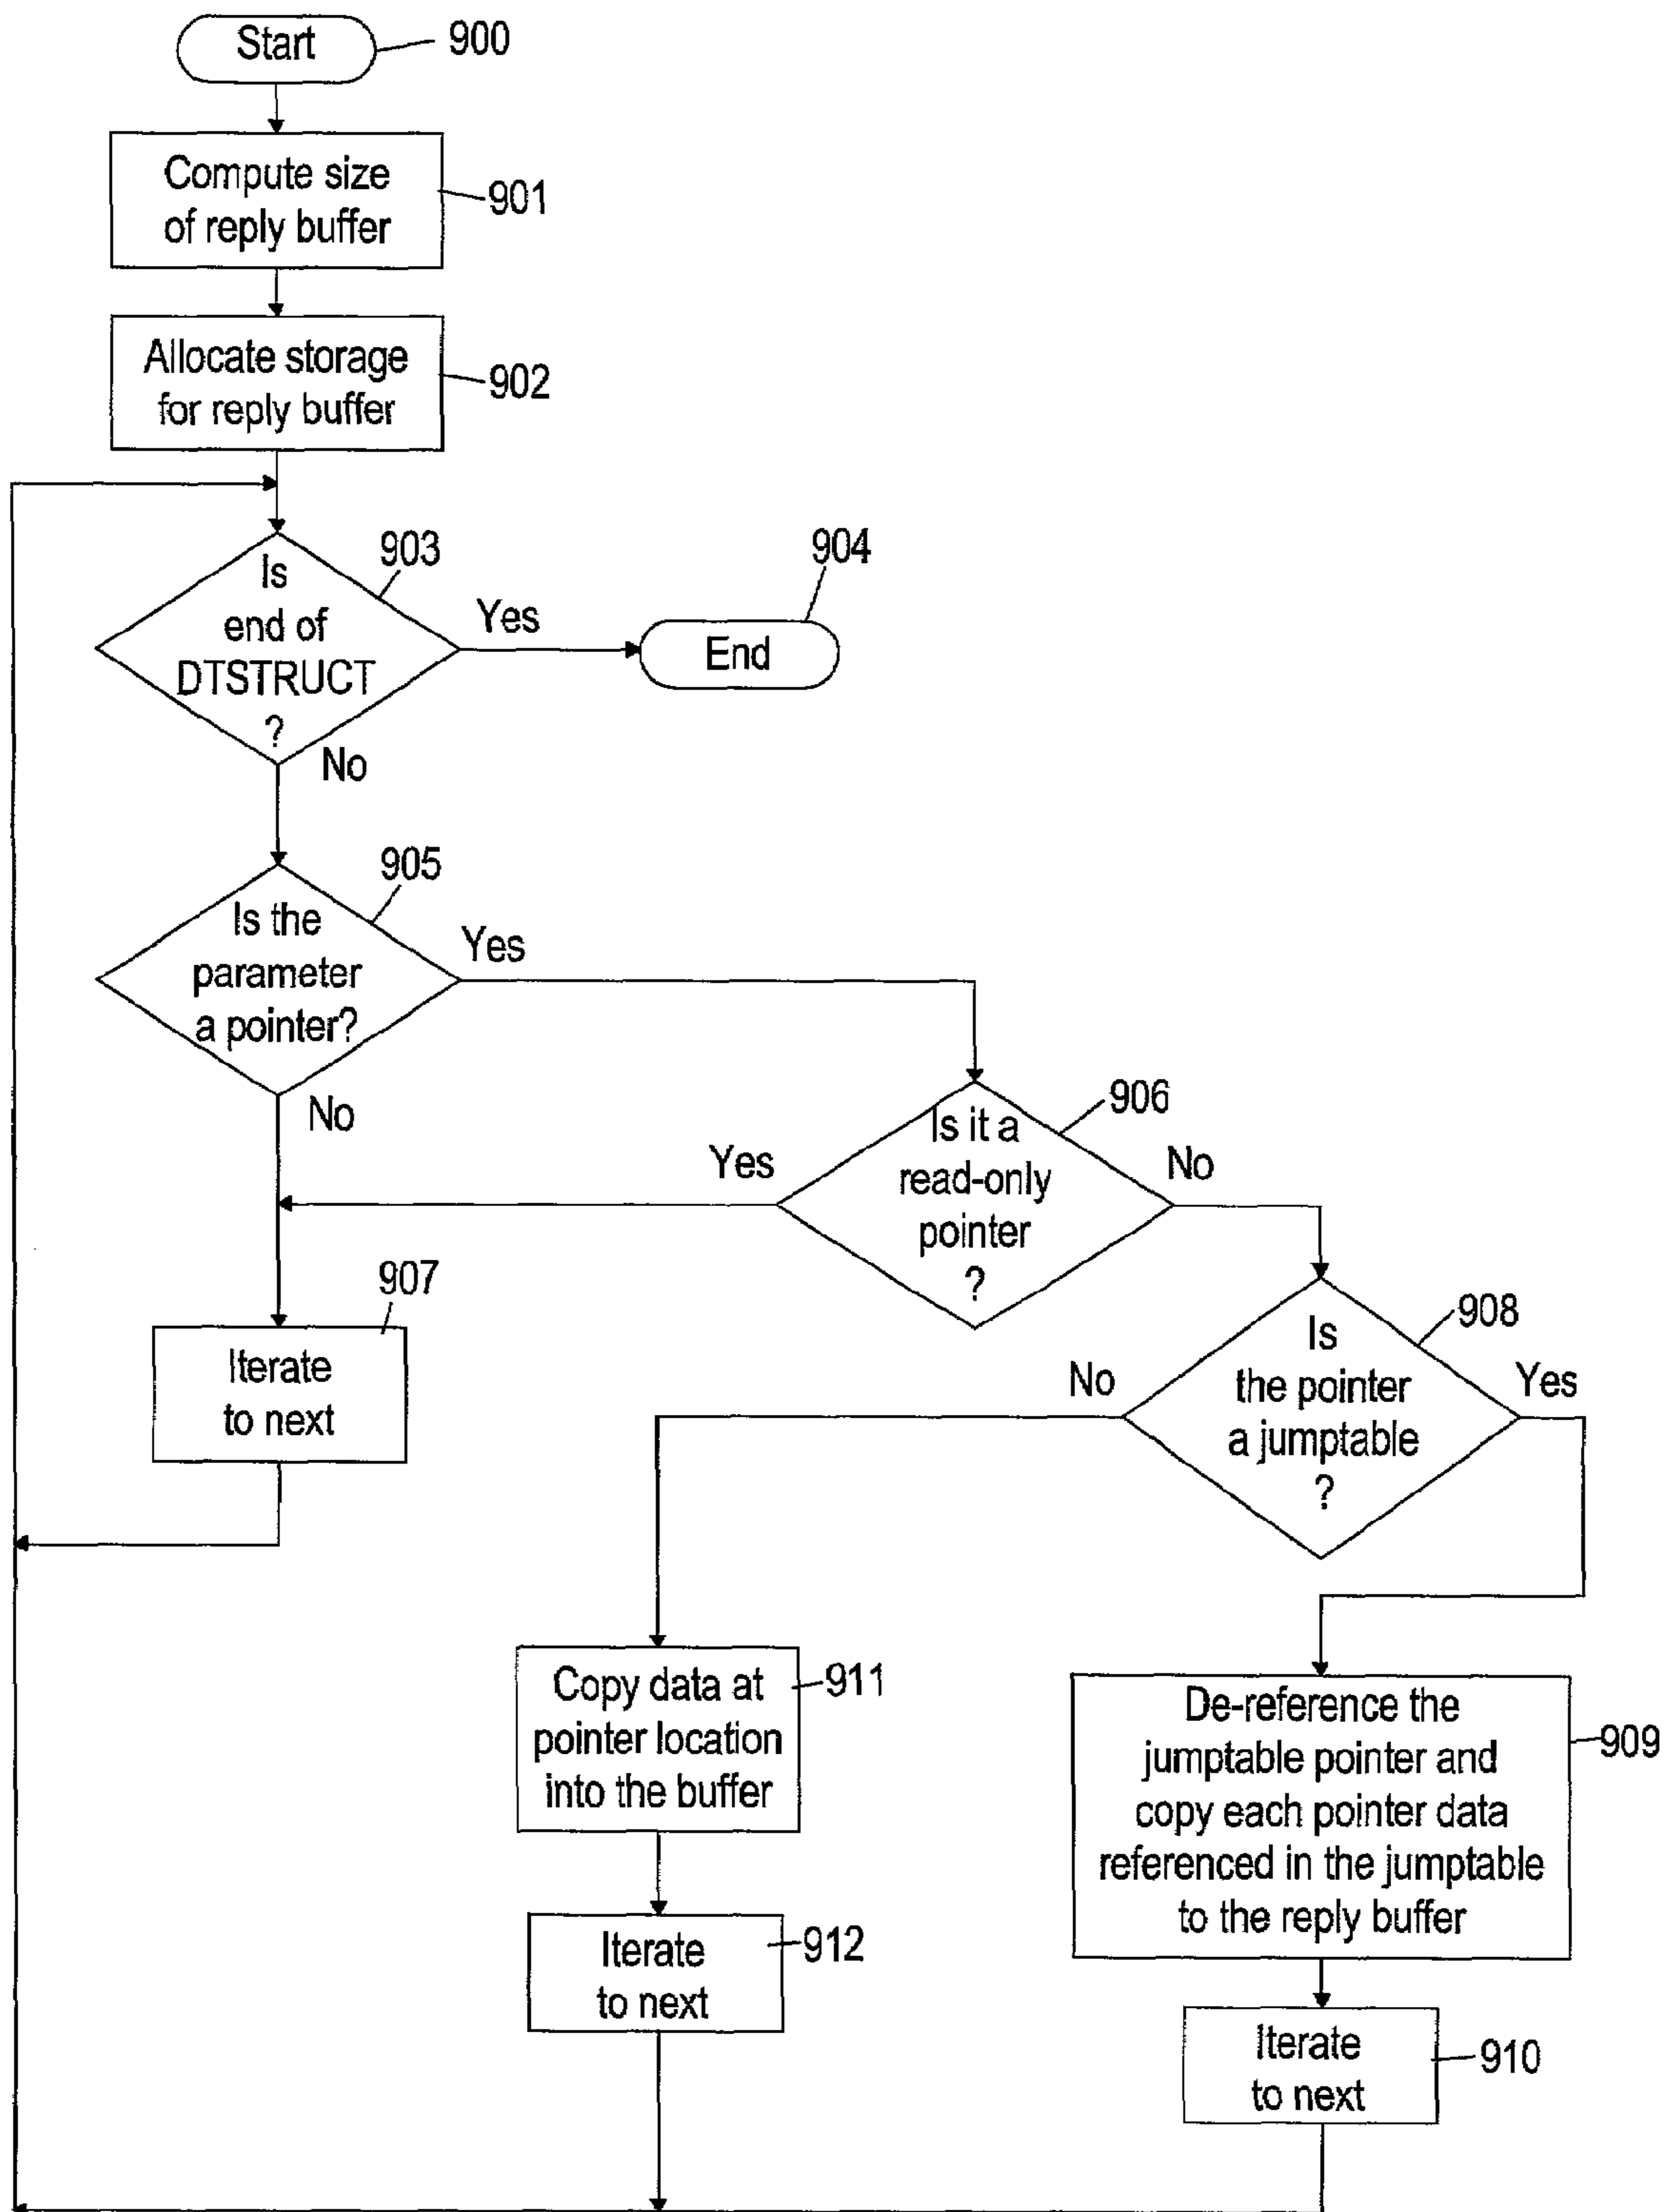 Start
900
Compute size
of reply buffer
901
Allocate storage
for reply buffer
902
903
Is
end of
DTSTRUCT
?
Yes
904
End
No
905
Is the
parameter
a pointer?
Yes
No
906
Is it a
read-only
pointer
?
Yes
No
907
Iterate
to next
908
Is
the pointer
a jumptable
?
No
Yes
Copy data at
pointer location
into the buffer
911
De-reference the
jumptable pointer and
copy each pointer data
referenced in the jumptable
to the reply buffer
909
Iterate
to next
912
Iterate
to next
910